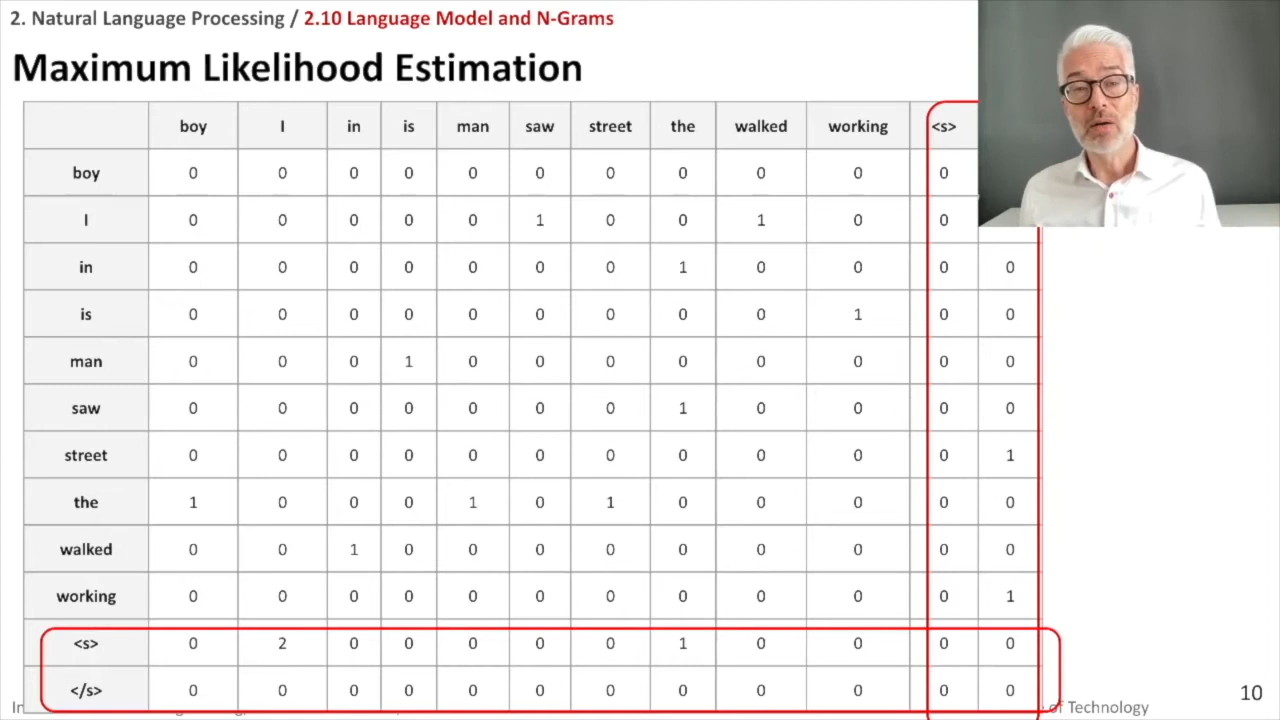 2. Natural Language Processing / 2.10 Language Model and N-Grams
Maximum Likelihood Estimation
boy I in is man saw street the walked working <s>
boy 0 0 0 0 0 0 0 0 0 0 0
I 0 0 0 0 0 1 0 0 1 0 0
in 0 0 0 0 0 0 0 1 0 0 0 0
is 0 0 0 0 0 0 0 0 0 1 0 0
man 0 0 0 1 0 0 0 0 0 0 0 0
saw 0 0 0 0 0 0 0 1 0 0 0 0
street 0 0 0 0 0 0 0 0 0 0 0 1
the 1 0 0 0 1 0 1 0 0 0 0 0
walked 0 0 1 0 0 0 0 0 0 0 0 0
working 0 0 0 0 0 0 0 0 0 0 0 1
<s> 0 2 0 0 0 0 0 1 0 0 0 0
</s> 0 0 0 0 0 0 0 0 0 0 0 0
of Technology
10